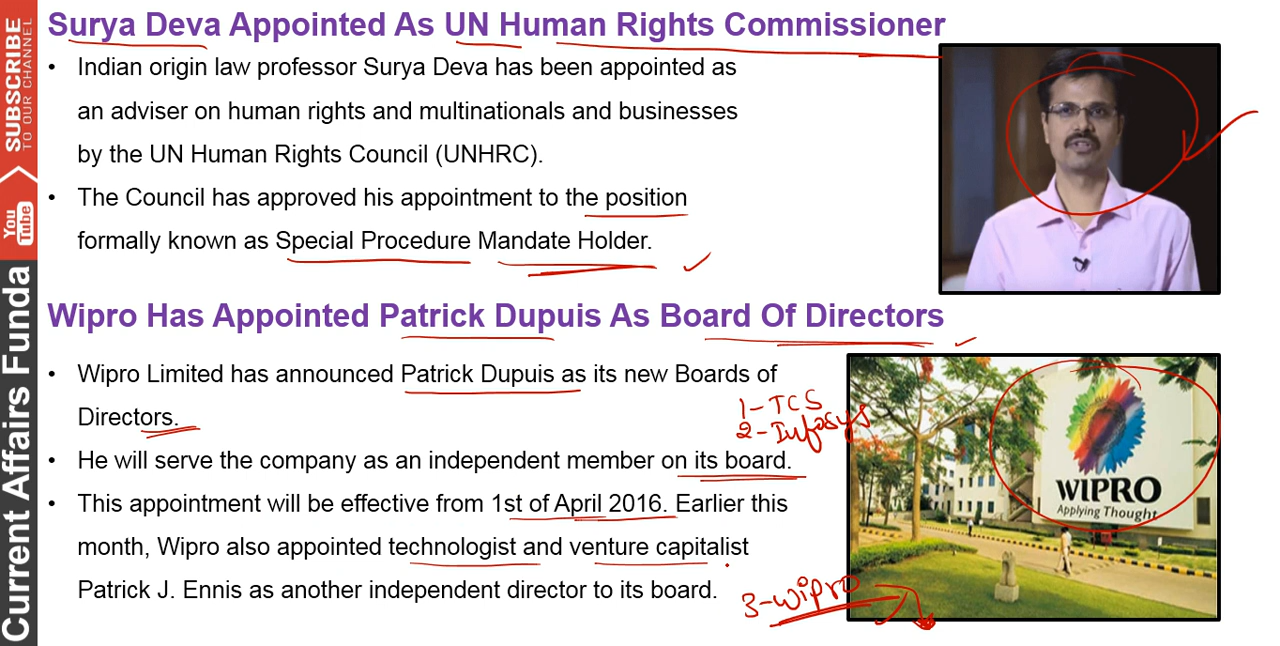 SUBSCRIBE
TO OUR CHANNEL
You
Tube
Current Affairs Funda
Surya Deva Appointed As UN Human Rights Commissioner
• Indian origin law professor Surya Deva has been appointed as
an adviser on human rights and multinationals and businesses
by the UN Human Rights Council (UNHRC).
• The Council has approved his appointment to the position
formally known as Special Procedure Mandate Holder.
Wipro Has Appointed Patrick Dupuis As Board Of Directors
• Wipro Limited has announced Patrick Dupuis as its new Boards of
Directors.
1-TCS
2-Infosys
• He will serve the company as an independent member on its board.
• This appointment will be effective from 1st of April 2016. Earlier this
month, Wipro also appointed technologist and venture capitalist
Patrick J. Ennis as another independent director to its board.
3-wipro
WIPRO
Applying Thought